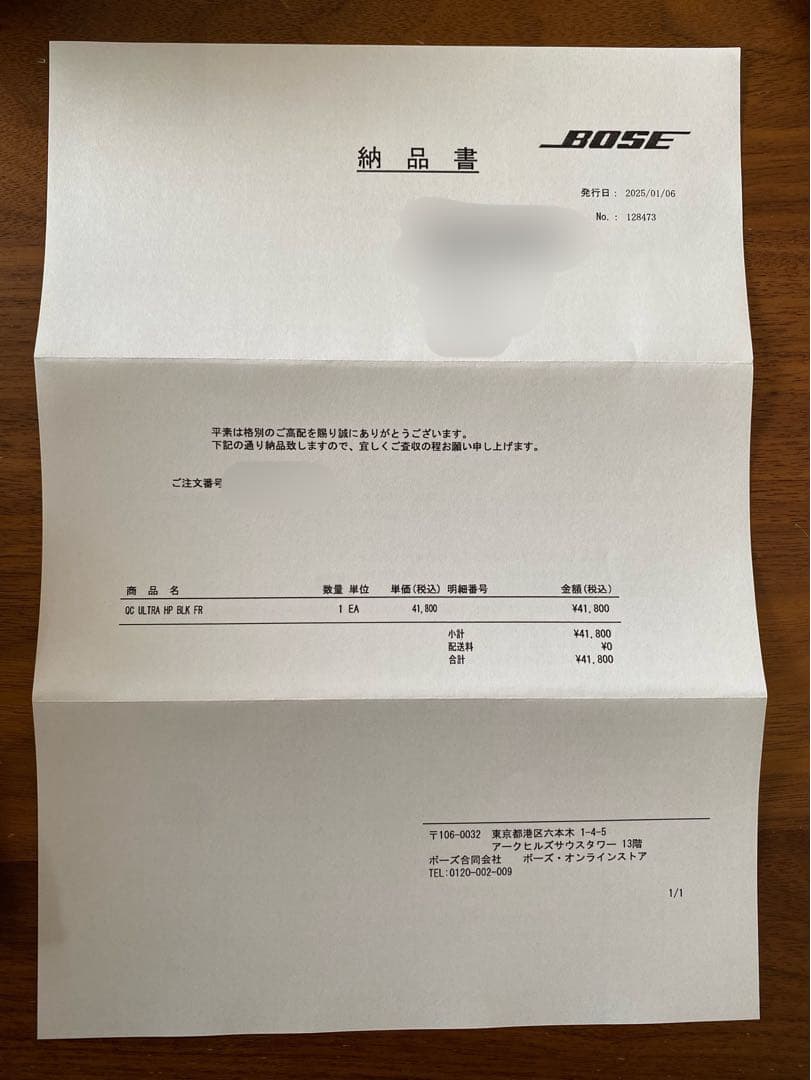 BOSE
納 品 書
発行日： 2025/01/06
No.： 128473
平素は格別のご高配を賜り誠にありがとうございます。
下記の通り納品致しますので、宜しくご査収の程お願い申し上げます。
ご注文番号
商 品 名 数量 単位 単価(税込) 明細番号 金額(税込)
QC ULTRA HP BLK FR 1 EA 41,800 ¥41,800
小計 ¥41,800
配送料 ¥0
合計 ¥41,800
〒106-0032 東京都港区六本木 1-4-5
アークヒルズサウスタワー 13階
ボーズ合同会社 ボーズ・オンラインストア
TEL:0120-002-009
1/1